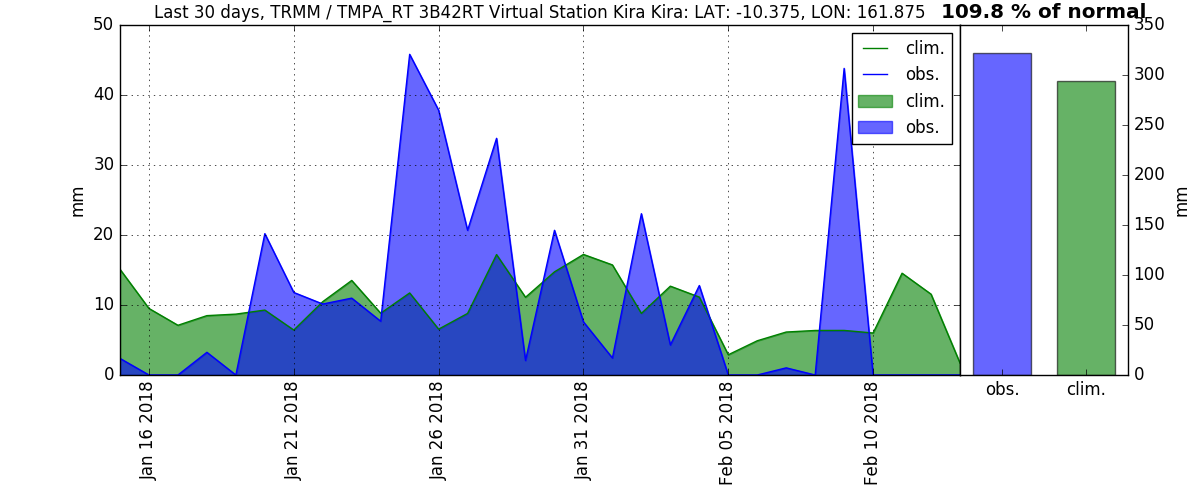 Last 30 days, TRMM / TMPA_RT 3B42RT Virtual Station Kira Kira: LAT: -10.375, LON: 161.875
109.8 % of normal
50
40
30
20
10
0
mm
clim.
obs.
clim.
obs.
350
300
250
200
150
100
50
0
mm
obs.
clim.
Jan 16 2018
Jan 21 2018
Jan 26 2018
Jan 31 2018
Feb 05 2018
Feb 10 2018